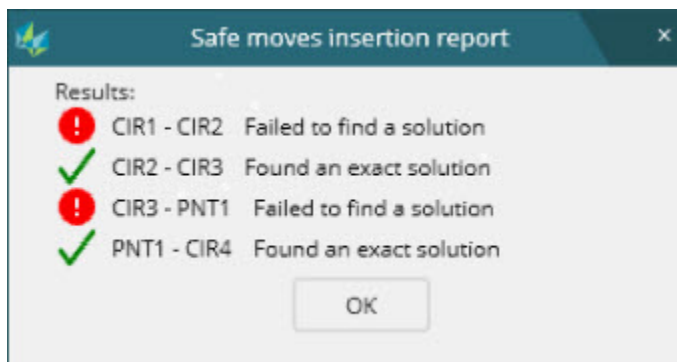 Safe moves insertion report
Results:
CIR1 - CIR2 Failed to find a solution
CIR2 - CIR3 Found an exact solution
CIR3 - PNT1 Failed to find a solution
PNT1 - CIR4 Found an exact solution
OK